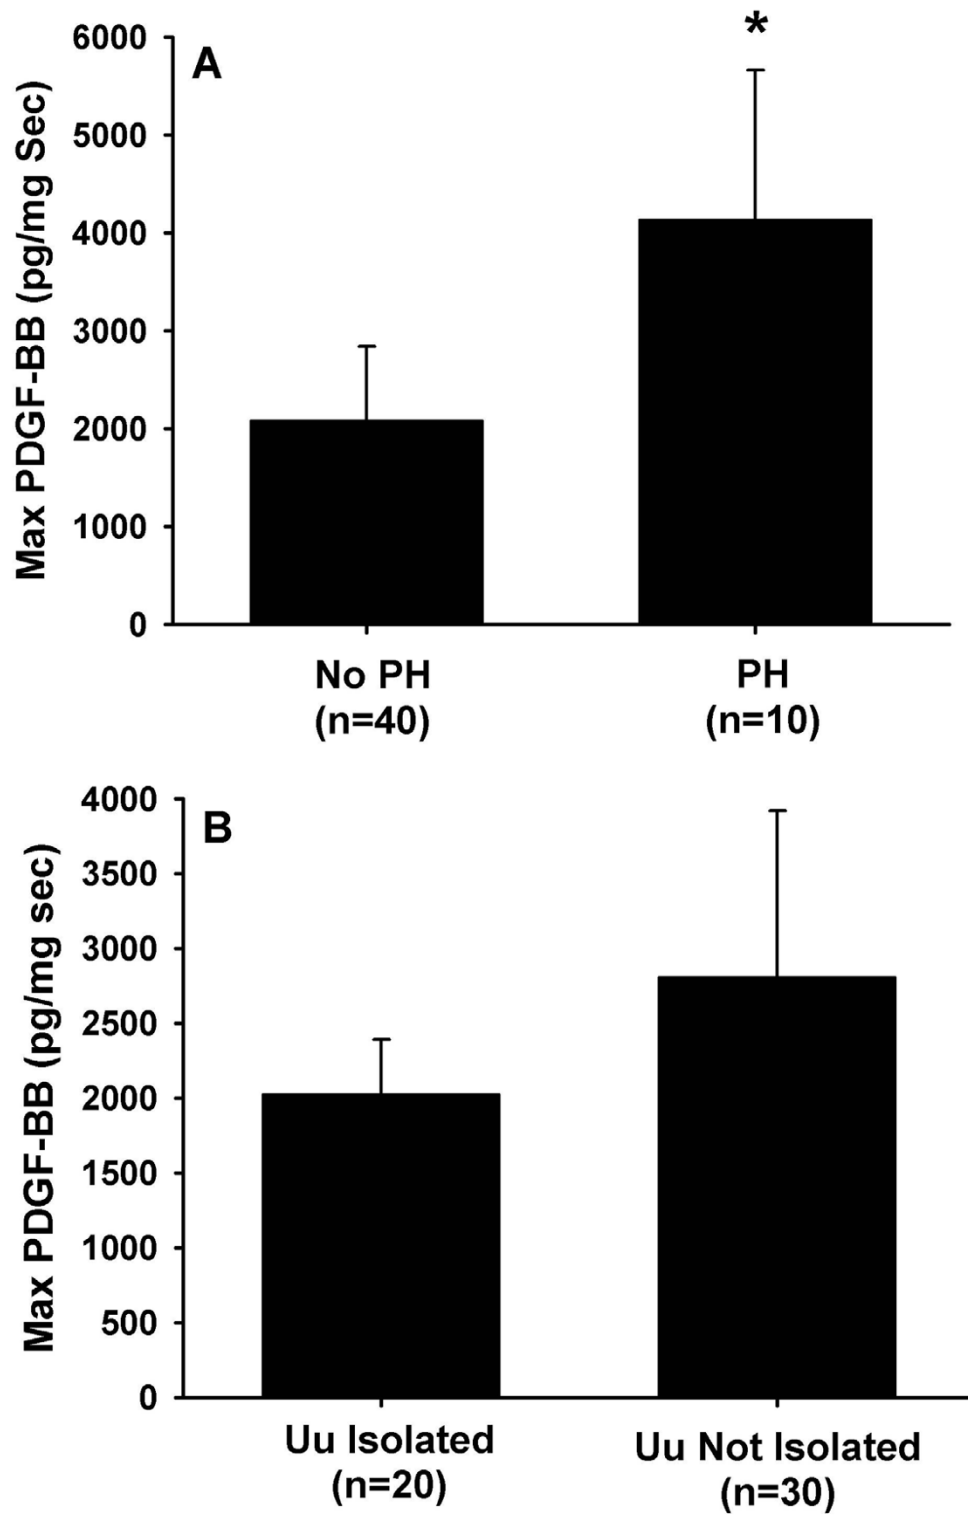 A
*
Max PDGF-BB (pg/mg Sec)
6000
5000
4000
3000
2000
1000
0
No PH
(n=40)
PH
(n=10)
B
Max PDGF-BB (pg/mg sec)
4000
3500
3000
2500
2000
1500
1000
500
0
Uu Isolated
(n=20)
Uu Not Isolated
(n=30)